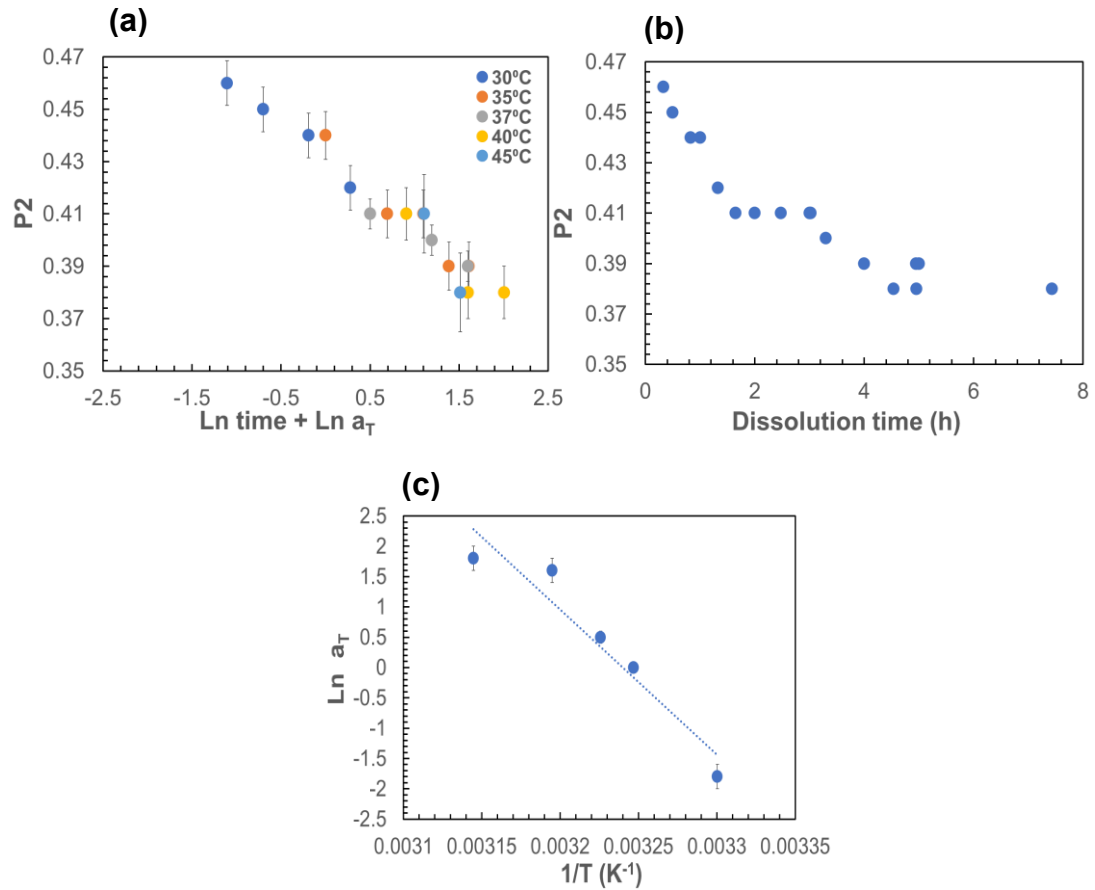 (a)
0.47
0.45
0.43
0.41
0.39
0.37
0.35
P2
30ºC
35ºC
37ºC
40ºC
45ºC
-2.5 -1.5 -0.5 0.5 1.5 2.5
Ln time + Ln aT
(b)
0.47
0.45
0.43
0.41
0.39
0.37
0.35
P2
0 2 4 6 8
Dissolution time (h)
(c)
2.5
2
1.5
1
0.5
0
-0.5
-1
-1.5
-2
-2.5
Ln aT
0.0031 0.00315 0.0032 0.00325 0.0033 0.00335
1/T (K-1)